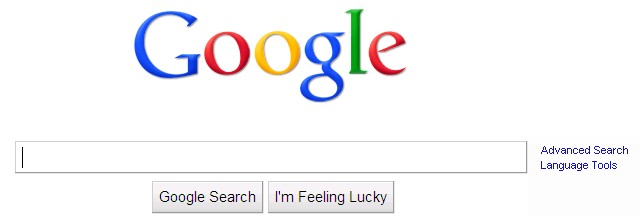 Google
Advanced Search
Language Tools
Google Search
I'm Feeling Lucky